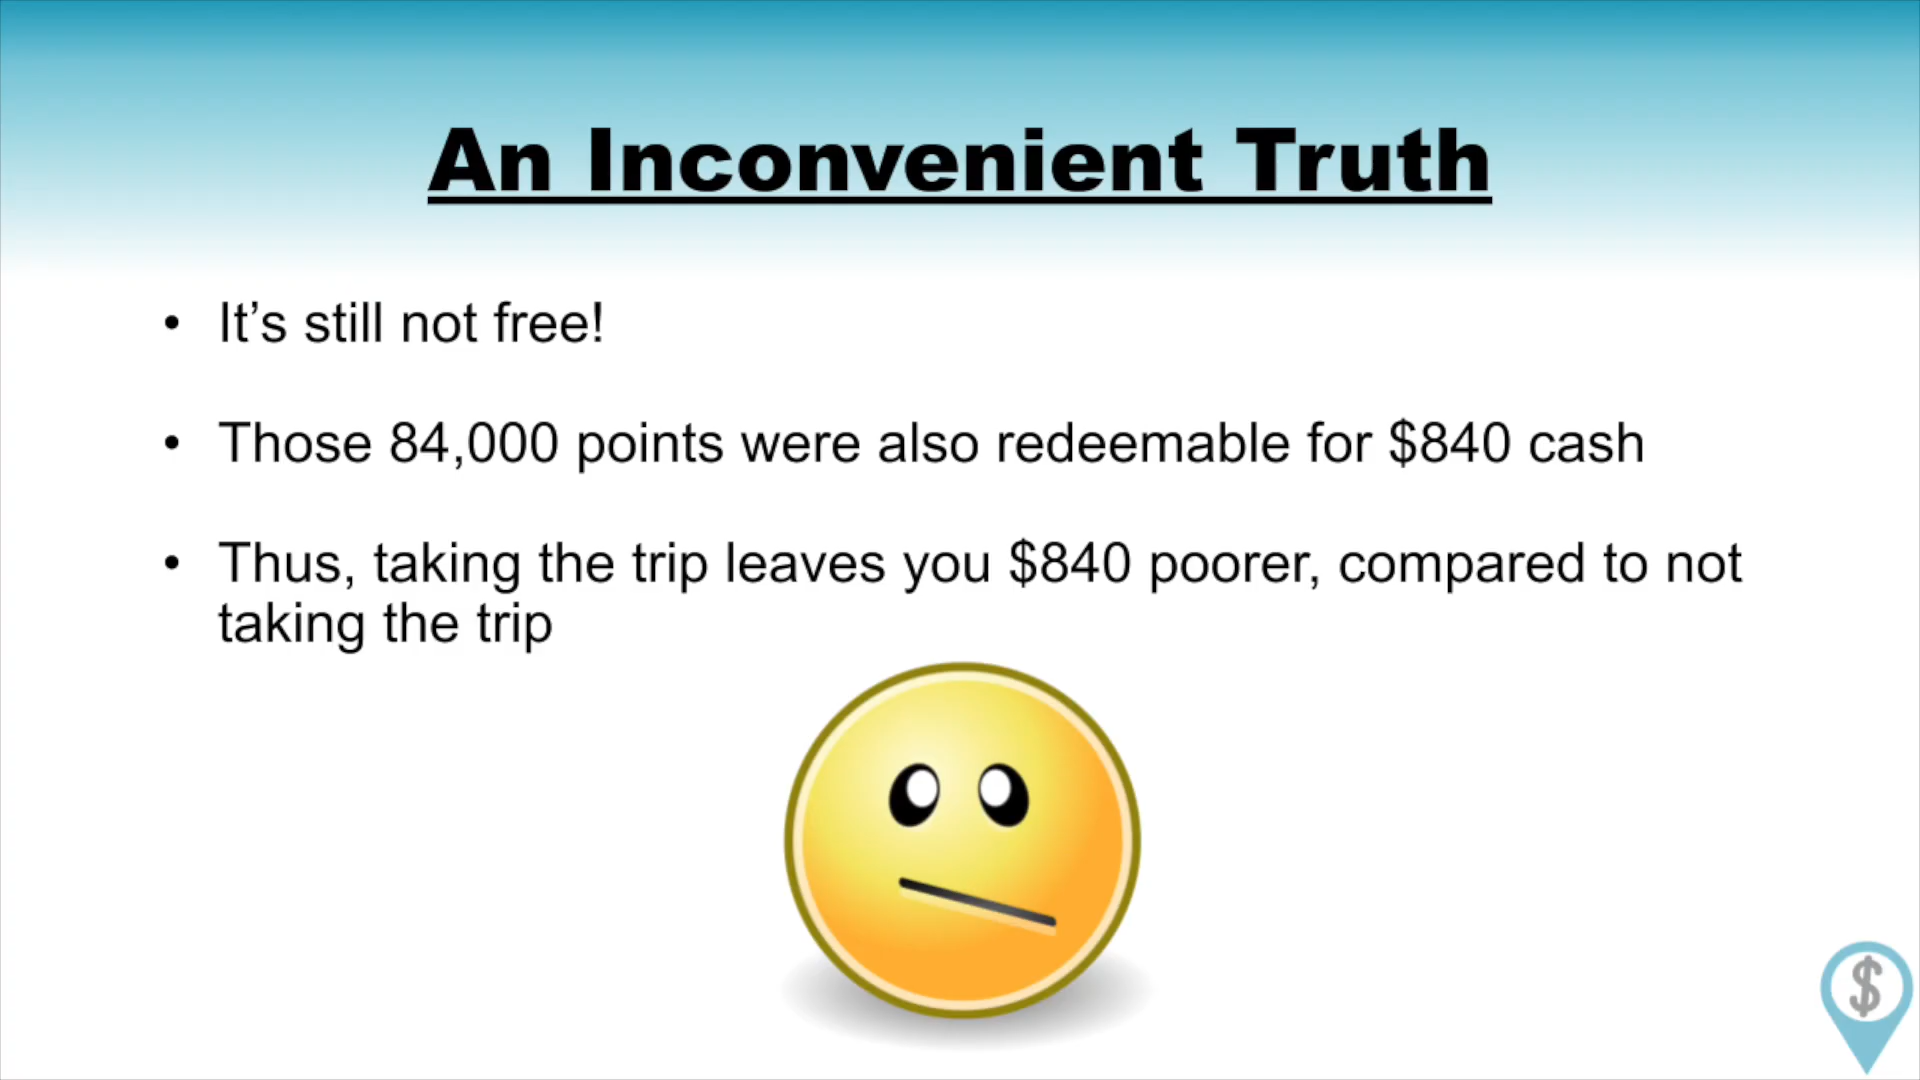 An Inconvenient Truth
• It’s still not free!
• Those 84,000 points were also redeemable for $840 cash
• Thus, taking the trip leaves you $840 poorer, compared to not
taking the trip
$